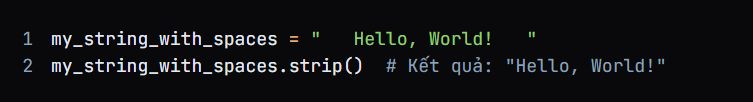 1 my_string_with_spaces = "   Hello, World!   "
2 my_string_with_spaces.strip()  # Kết quả: "Hello, World!"